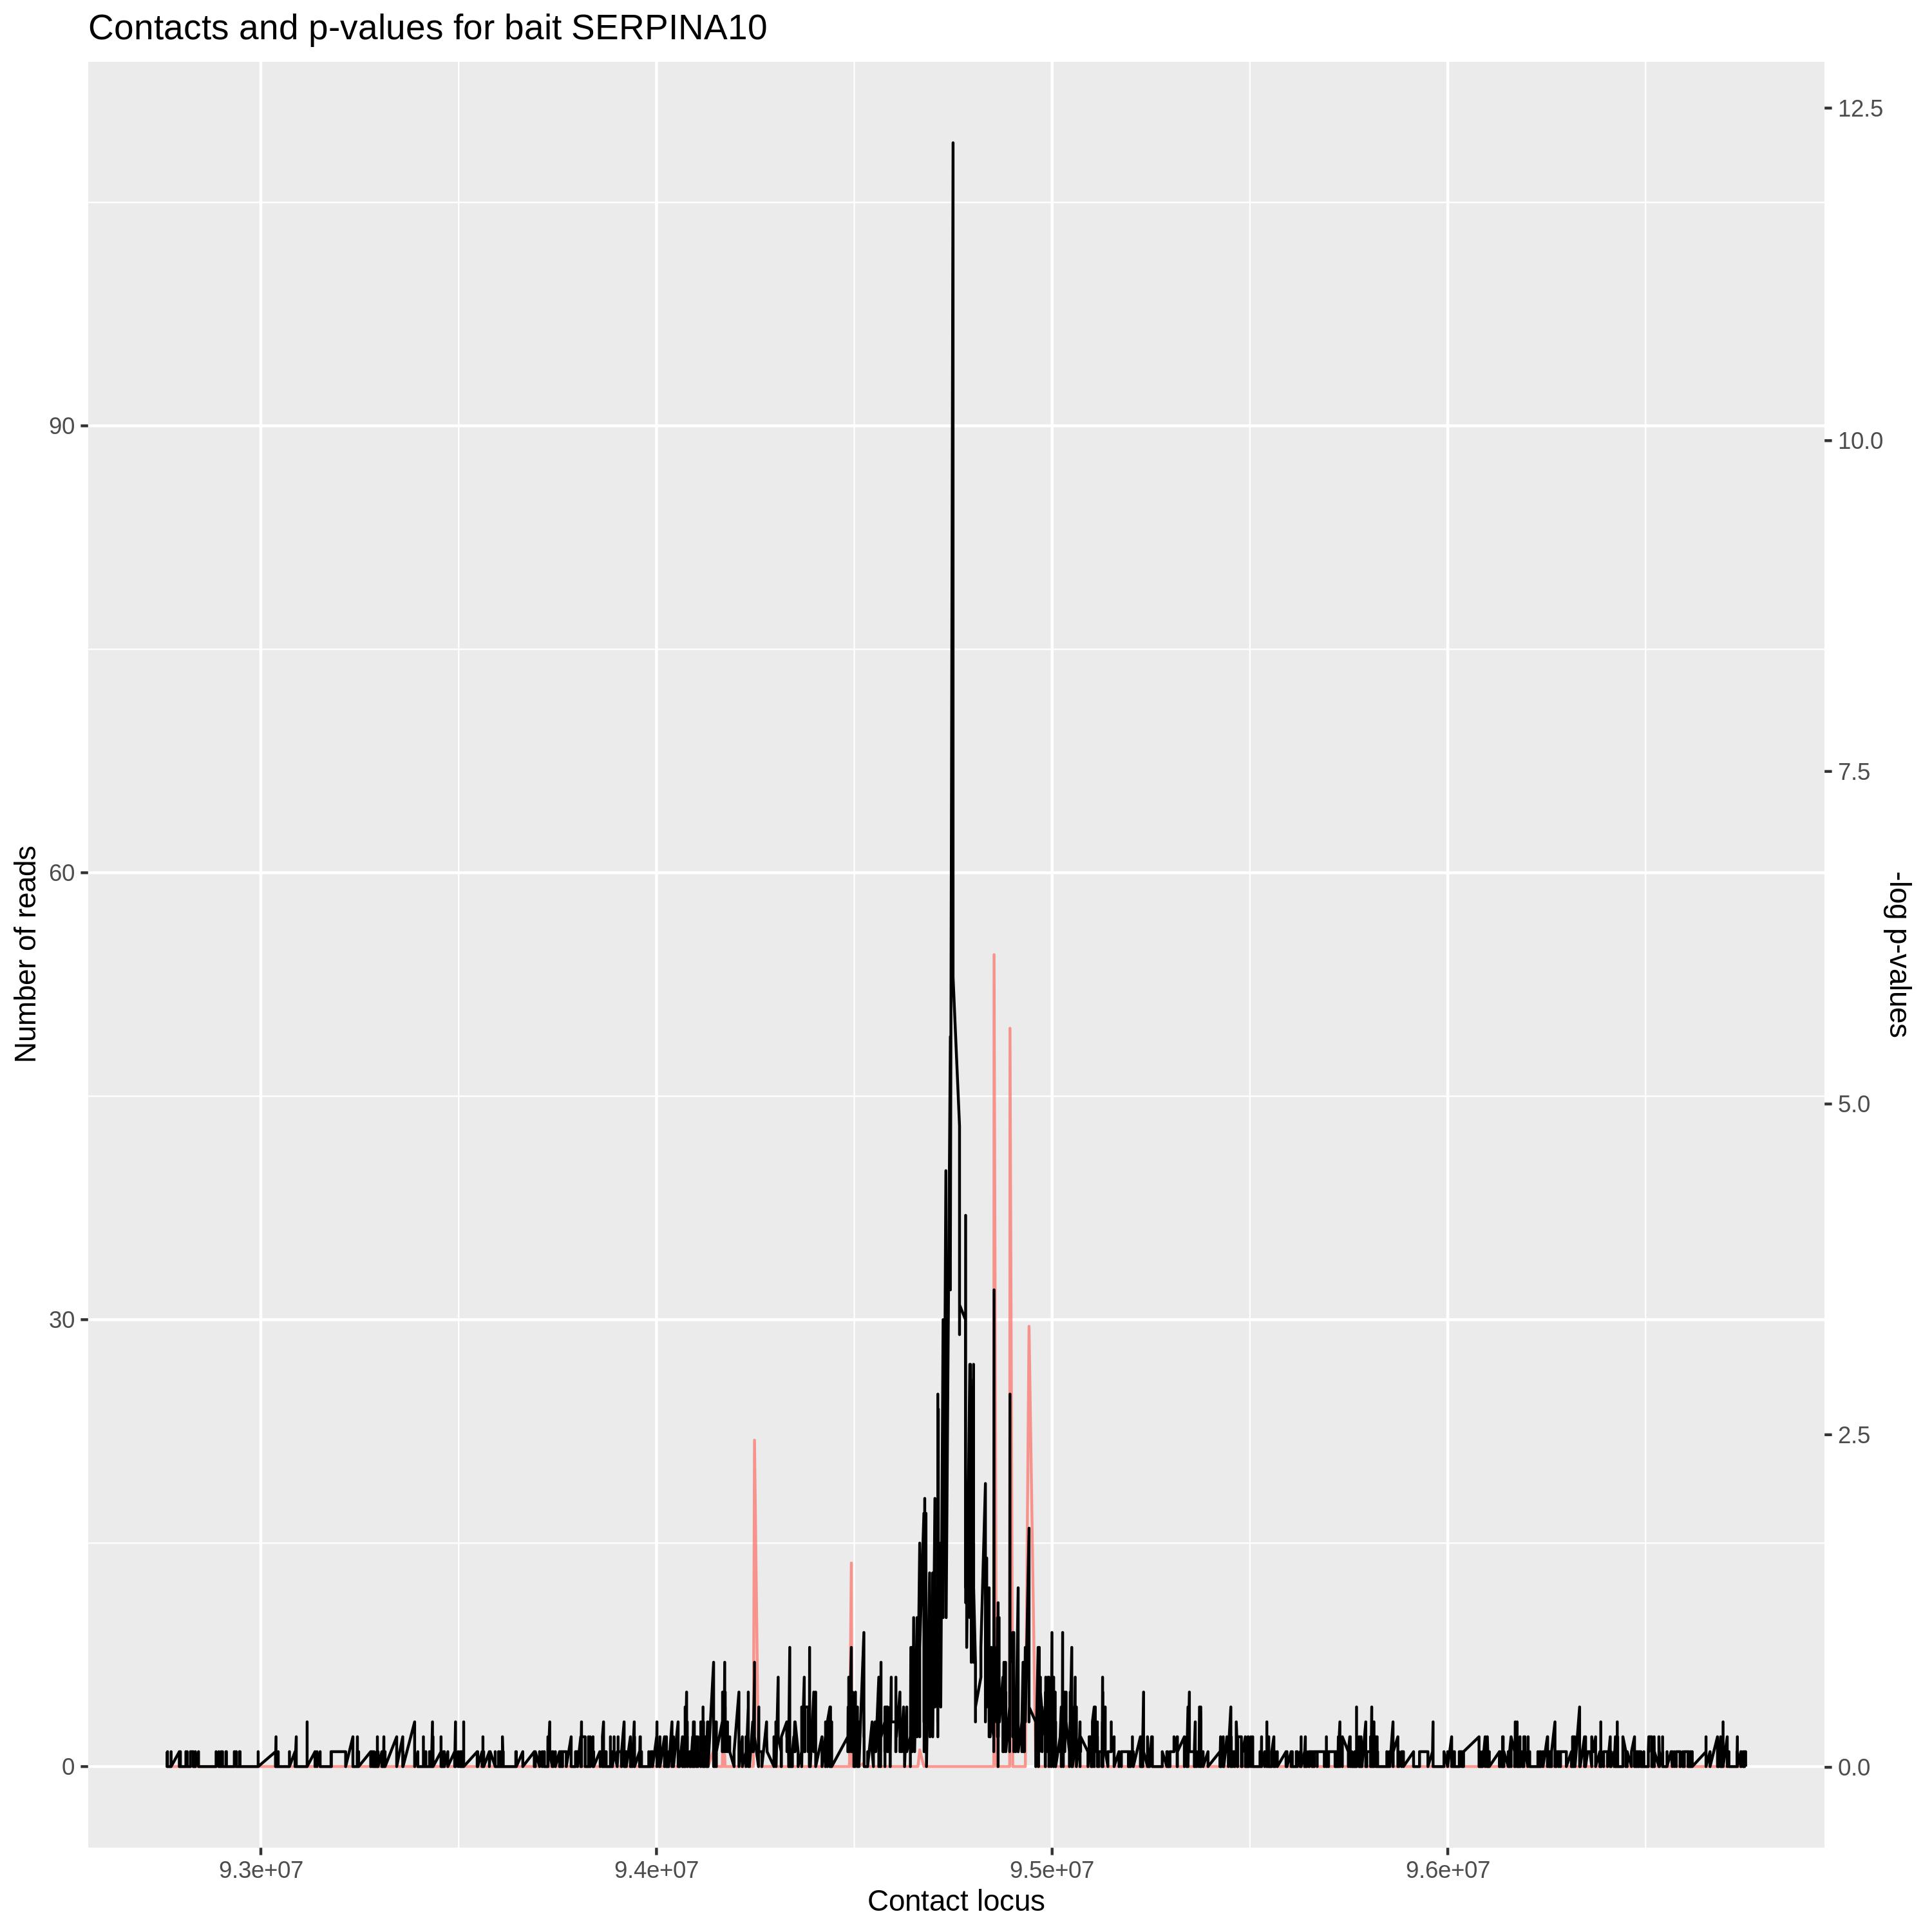 Contacts and p-values for bait SERPINA10
12.5
90
10.0
7.5
60
Number of reads
-log p-values
5.0
30
2.5
0
0.0
9.3e+07
9.4e+07
9.5e+07
9.6e+07
Contact locus